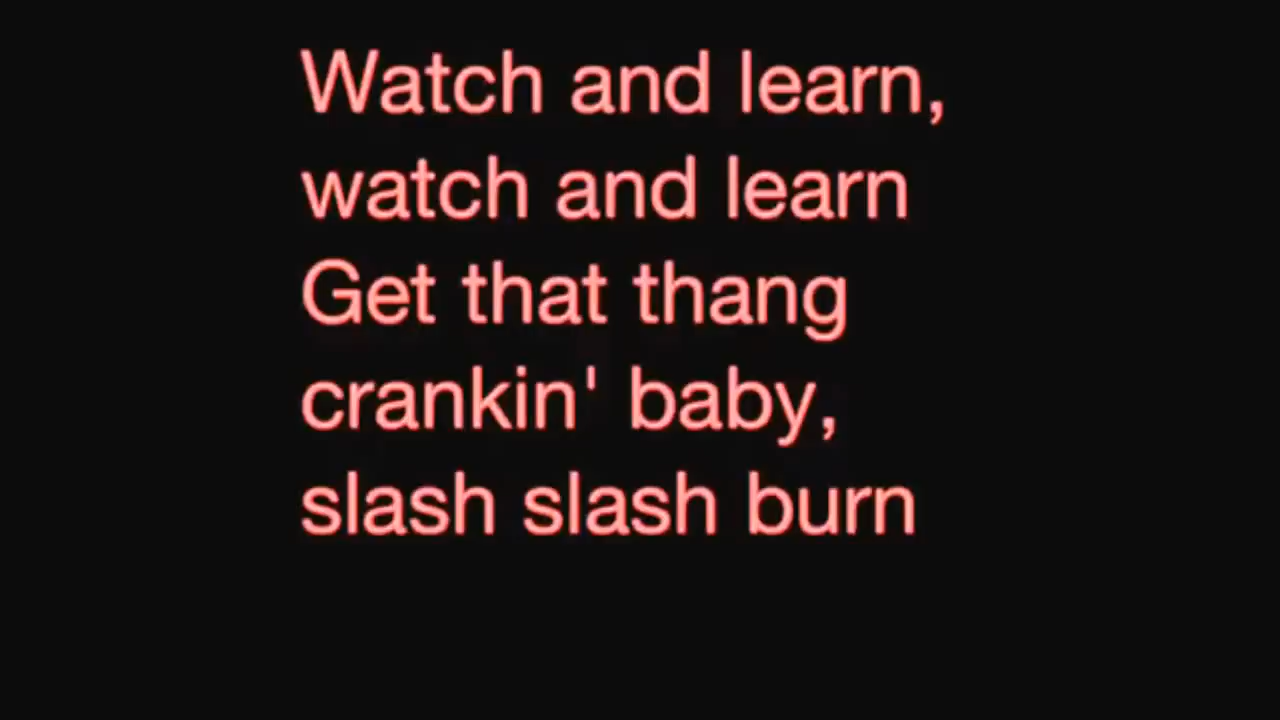 Watch and learn,
watch and learn
Get that thang
crankin' baby,
slash slash burn